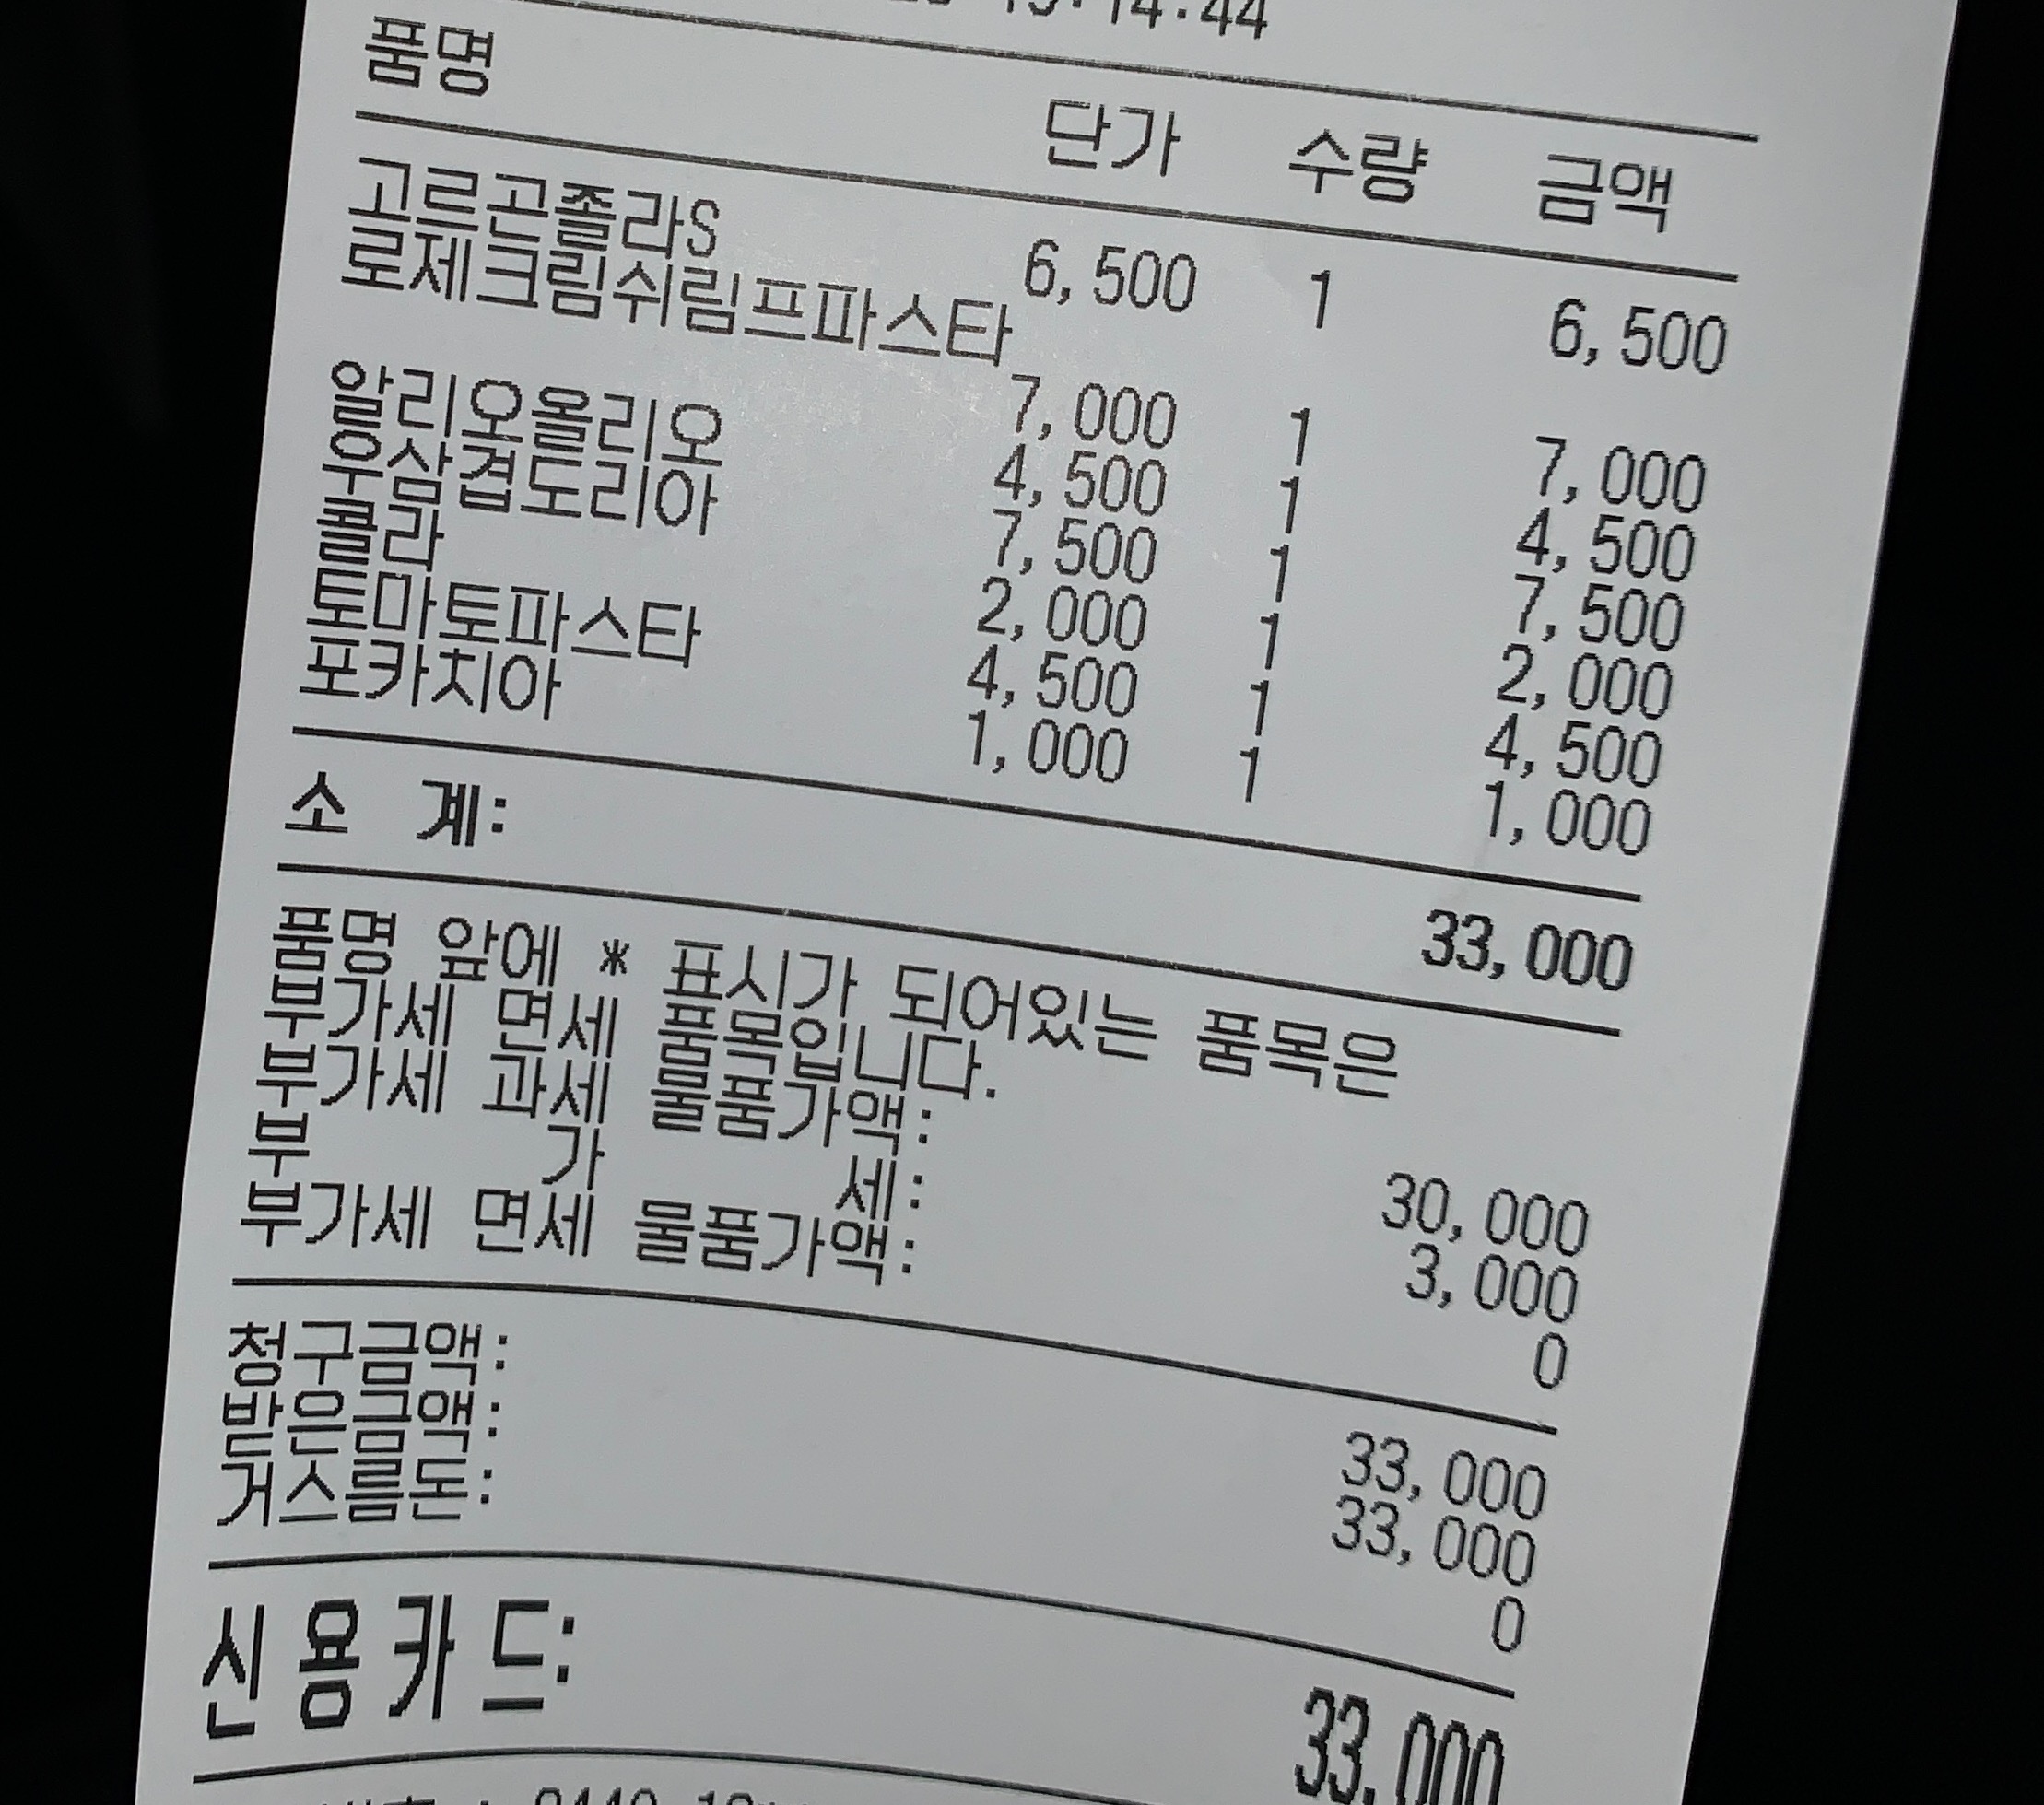 14:44
품명 단가 수량 금액
고르곤졸라S 6,500 1 6,500
로제크림쉬림프파스타
7,000 1 7,000
알리오올리오 4,500 1 4,500
우삼겹도리아 7,500 1 7,500
콜라 2,000 1 2,000
토마토파스타 4,500 1 4,500
포카치아 1,000 1 1,000
소 계: 33,000
품명 앞에 * 표시가 되어있는 품목은
부가세 면세 품목입니다.
부가세 과세 물품가액: 30,000
부 가 세: 3,000
부가세 면세 물품가액: 0
청구금액: 33,000
받은금액: 33,000
거스름돈: 0
신용카드: 33,000